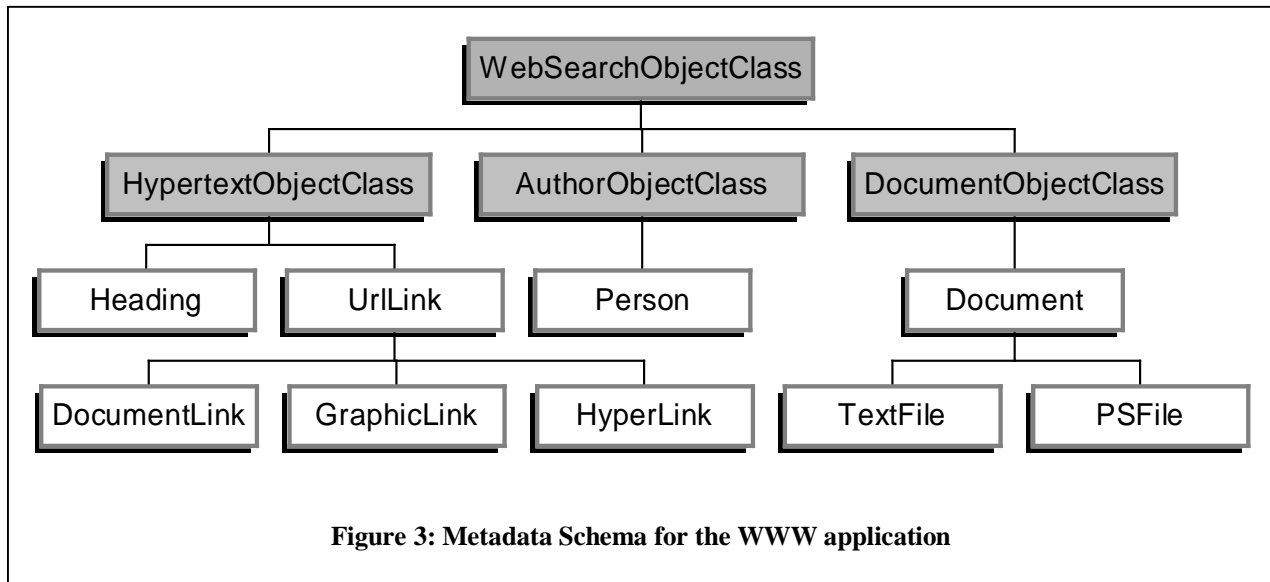 WebSearchObjectClass
HypertextObjectClass AuthorObjectClass DocumentObjectClass
Heading UrlLink Person Document
DocumentLink GraphicLink HyperLink TextFile PSFile
Figure 3: Metadata Schema for the WWW application